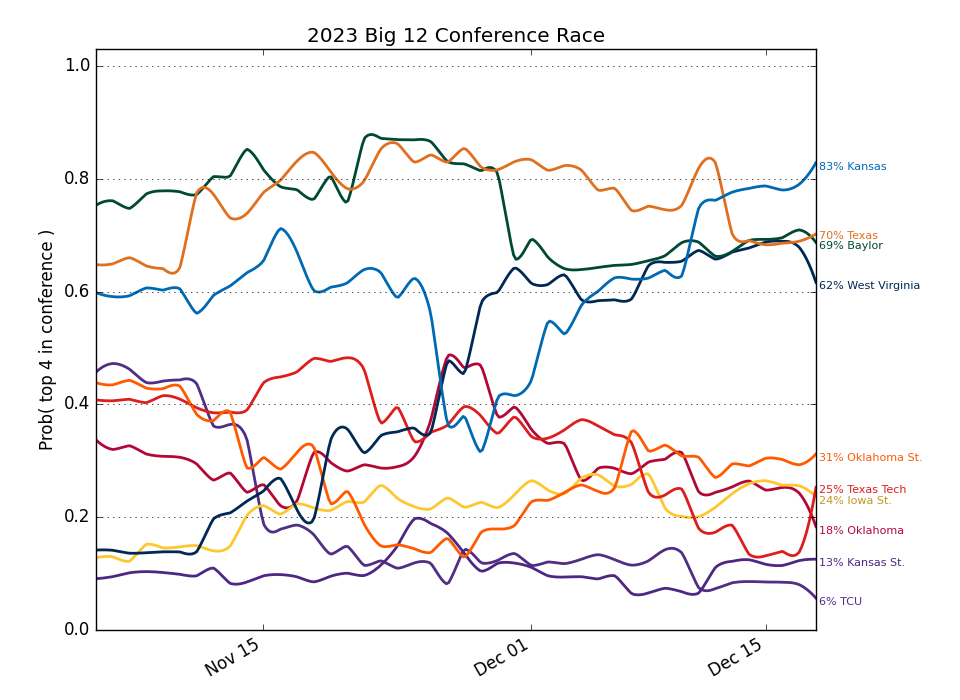 2023 Big 12 Conference Race
Prob( top 4 in conference )
1.0
0.8
0.6
0.4
0.2
0.0
Nov 15
Dec 01
Dec 15
83% Kansas
70% Texas
69% Baylor
62% West Virginia
31% Oklahoma St.
25% Texas Tech
24% Iowa St.
18% Oklahoma
13% Kansas St.
6% TCU